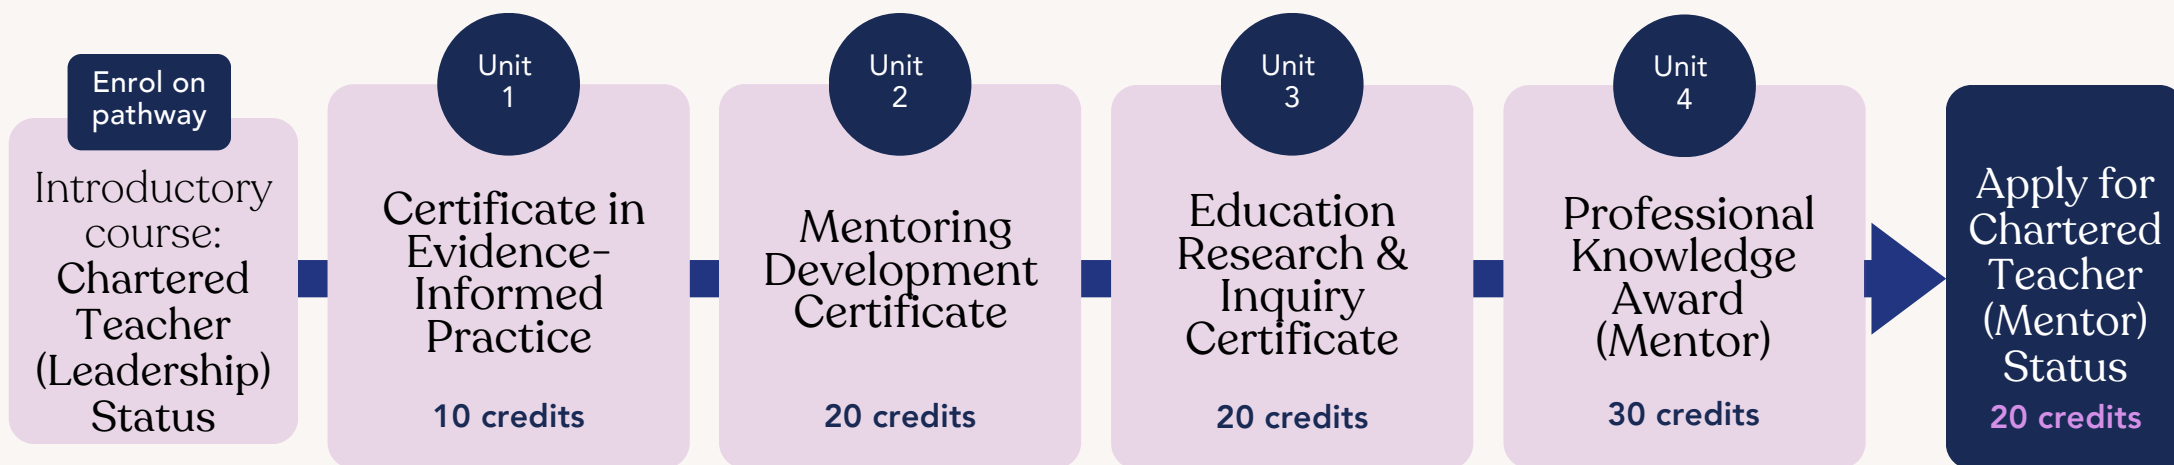 Enrol on
pathway
Introductory
course:
Chartered
Teacher
(Leadership)
Status
Unit
1
Certificate in
Evidence-
Informed
Practice
10 credits
Unit
2
Mentoring
Development
Certificate
20 credits
Unit
3
Education
Research &
Inquiry
Certificate
20 credits
Unit
4
Professional
Knowledge
Award
(Mentor)
30 credits
Apply for
Chartered
Teacher
(Mentor)
Status
20 credits